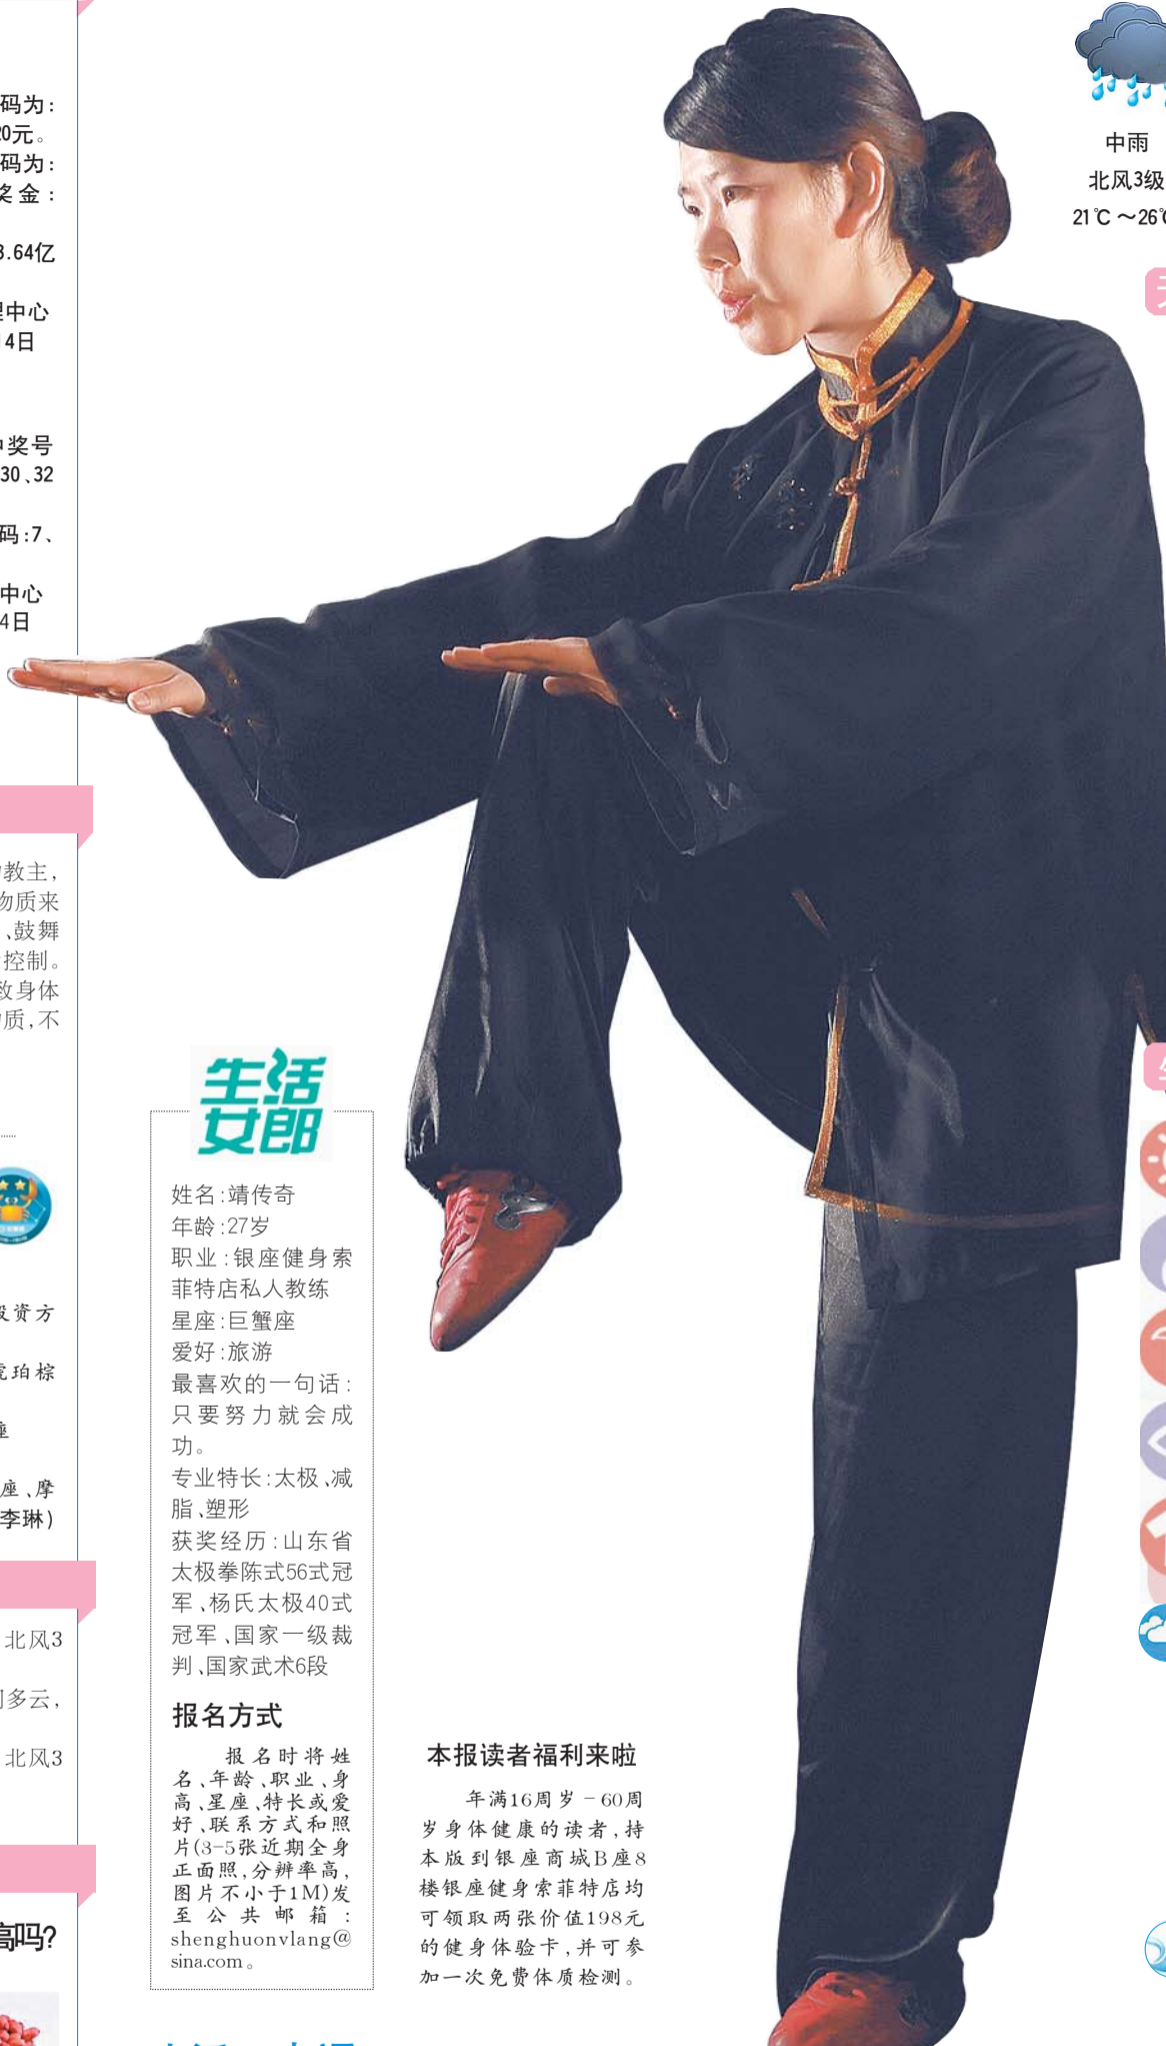 码为：
20元。
码为：
奖金：
3.64亿
理中心
14日
中奖号
30、32
码：7、
中心
4日
教主，
物质来
、鼓舞
控制。
致身体
质，不
投资方
琥珀棕
座
座、摩
李琳)
北风3
多云，
北风3
高吗?
生活
女郎
姓名：靖传奇
年龄：27岁
职业：银座健身索
菲特店私人教练
星座：巨蟹座
爱好：旅游
最喜欢的一句话：
只要努力就会成
功。
专业特长：太极、减
脂、塑形
获奖经历：山东省
太极拳陈式56式冠
军、杨氏太极40式
冠军、国家一级裁
判、国家武术6段
报名方式
报名时将姓
名、年龄、职业、身
高、星座、特长或爱
好、联系方式和照
片(3-5张近期全身
正面照,分辨率高,
图片不小于1M)发
至公共邮箱：
shenghuonvlang@
sina.com。
本报读者福利来啦
年满16周岁－60周
岁身体健康的读者,持
本版到银座商城B座8
楼银座健身索菲特店均
可领取两张价值198元
的健身体验卡,并可参
加一次免费体质检测。
中雨
北风3级
21℃～26℃